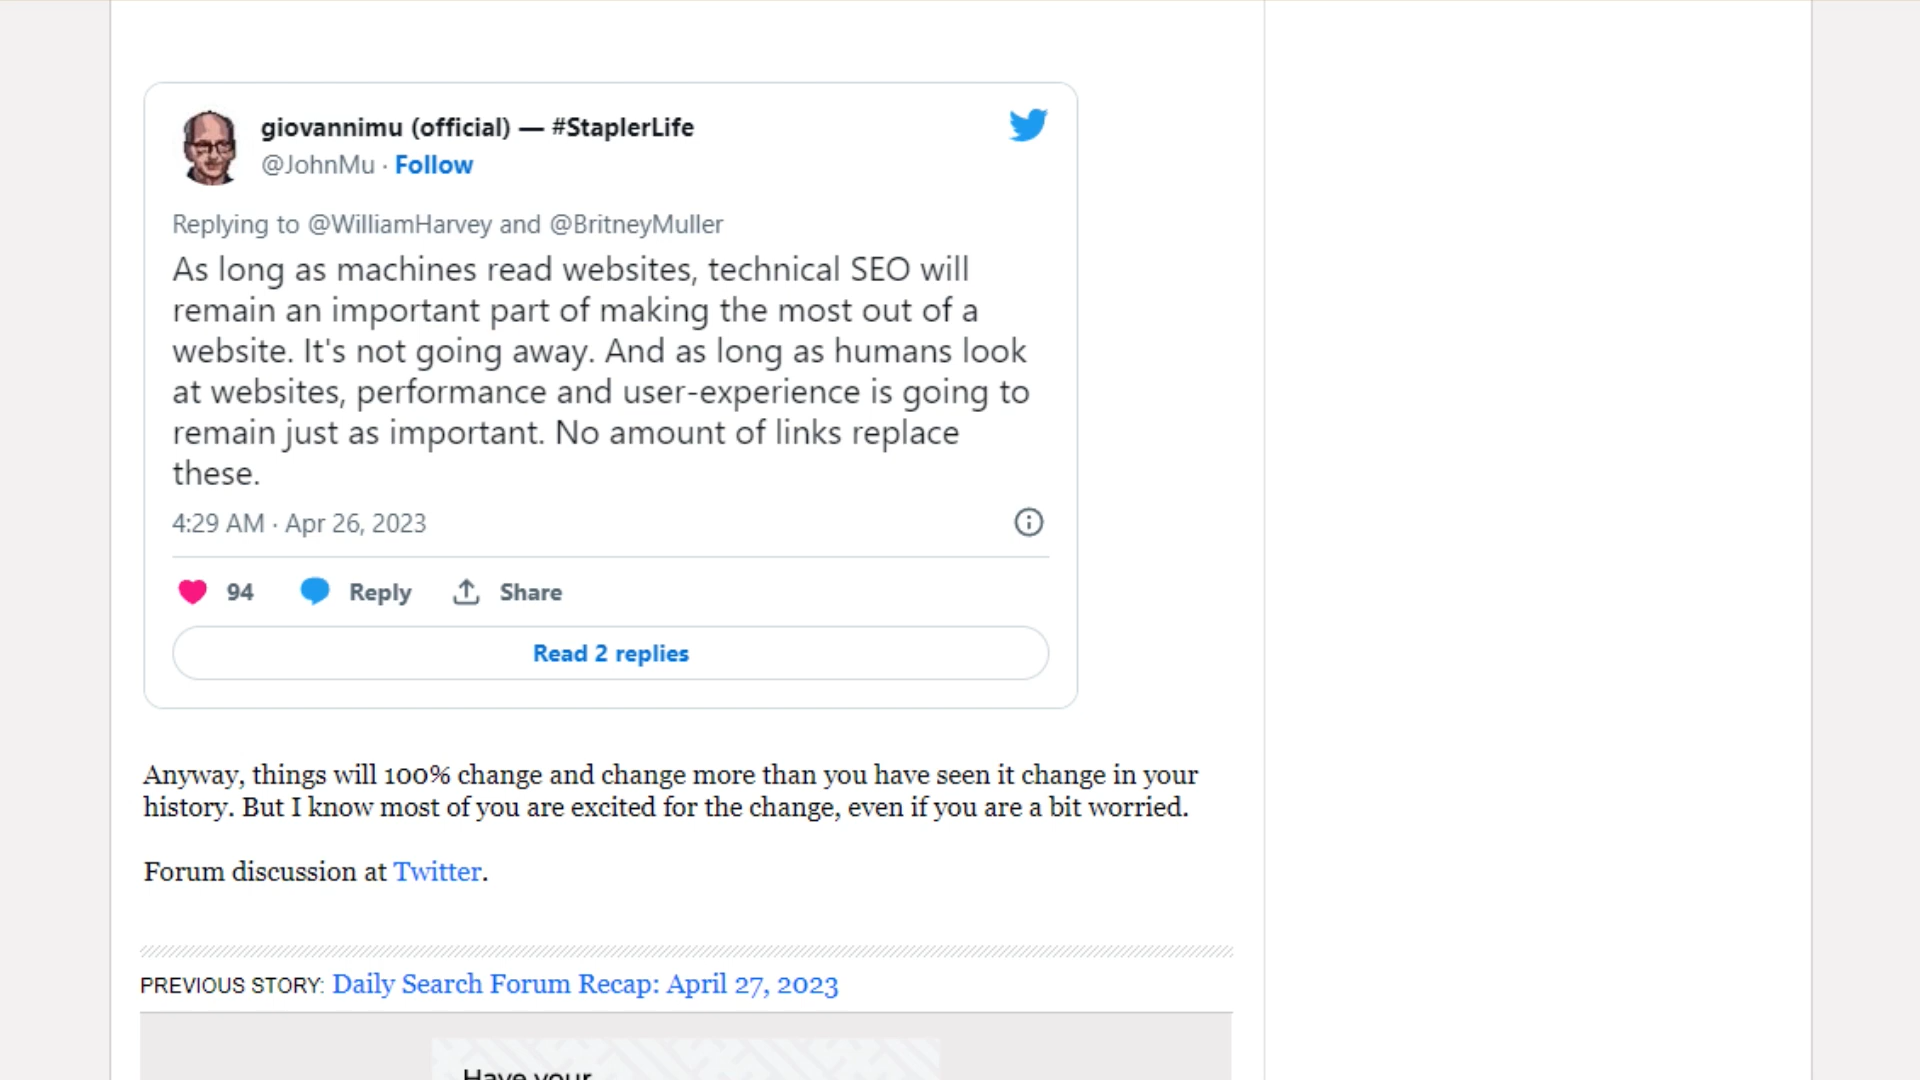 giovannimu (official) — #StaplerLife
@JohnMu · Follow
Replying to @WilliamHarvey and @BritneyMuller
As long as machines read websites, technical SEO will
remain an important part of making the most out of a
website. It's not going away. And as long as humans look
at websites, performance and user-experience is going to
remain just as important. No amount of links replace
these.
4:29 AM · Apr 26, 2023
94 Reply Share
Read 2 replies
Anyway, things will 100% change and change more than you have seen it change in your
history. But I know most of you are excited for the change, even if you are a bit worried.
Forum discussion at Twitter.
PREVIOUS STORY: Daily Search Forum Recap: April 27, 2023
Have your